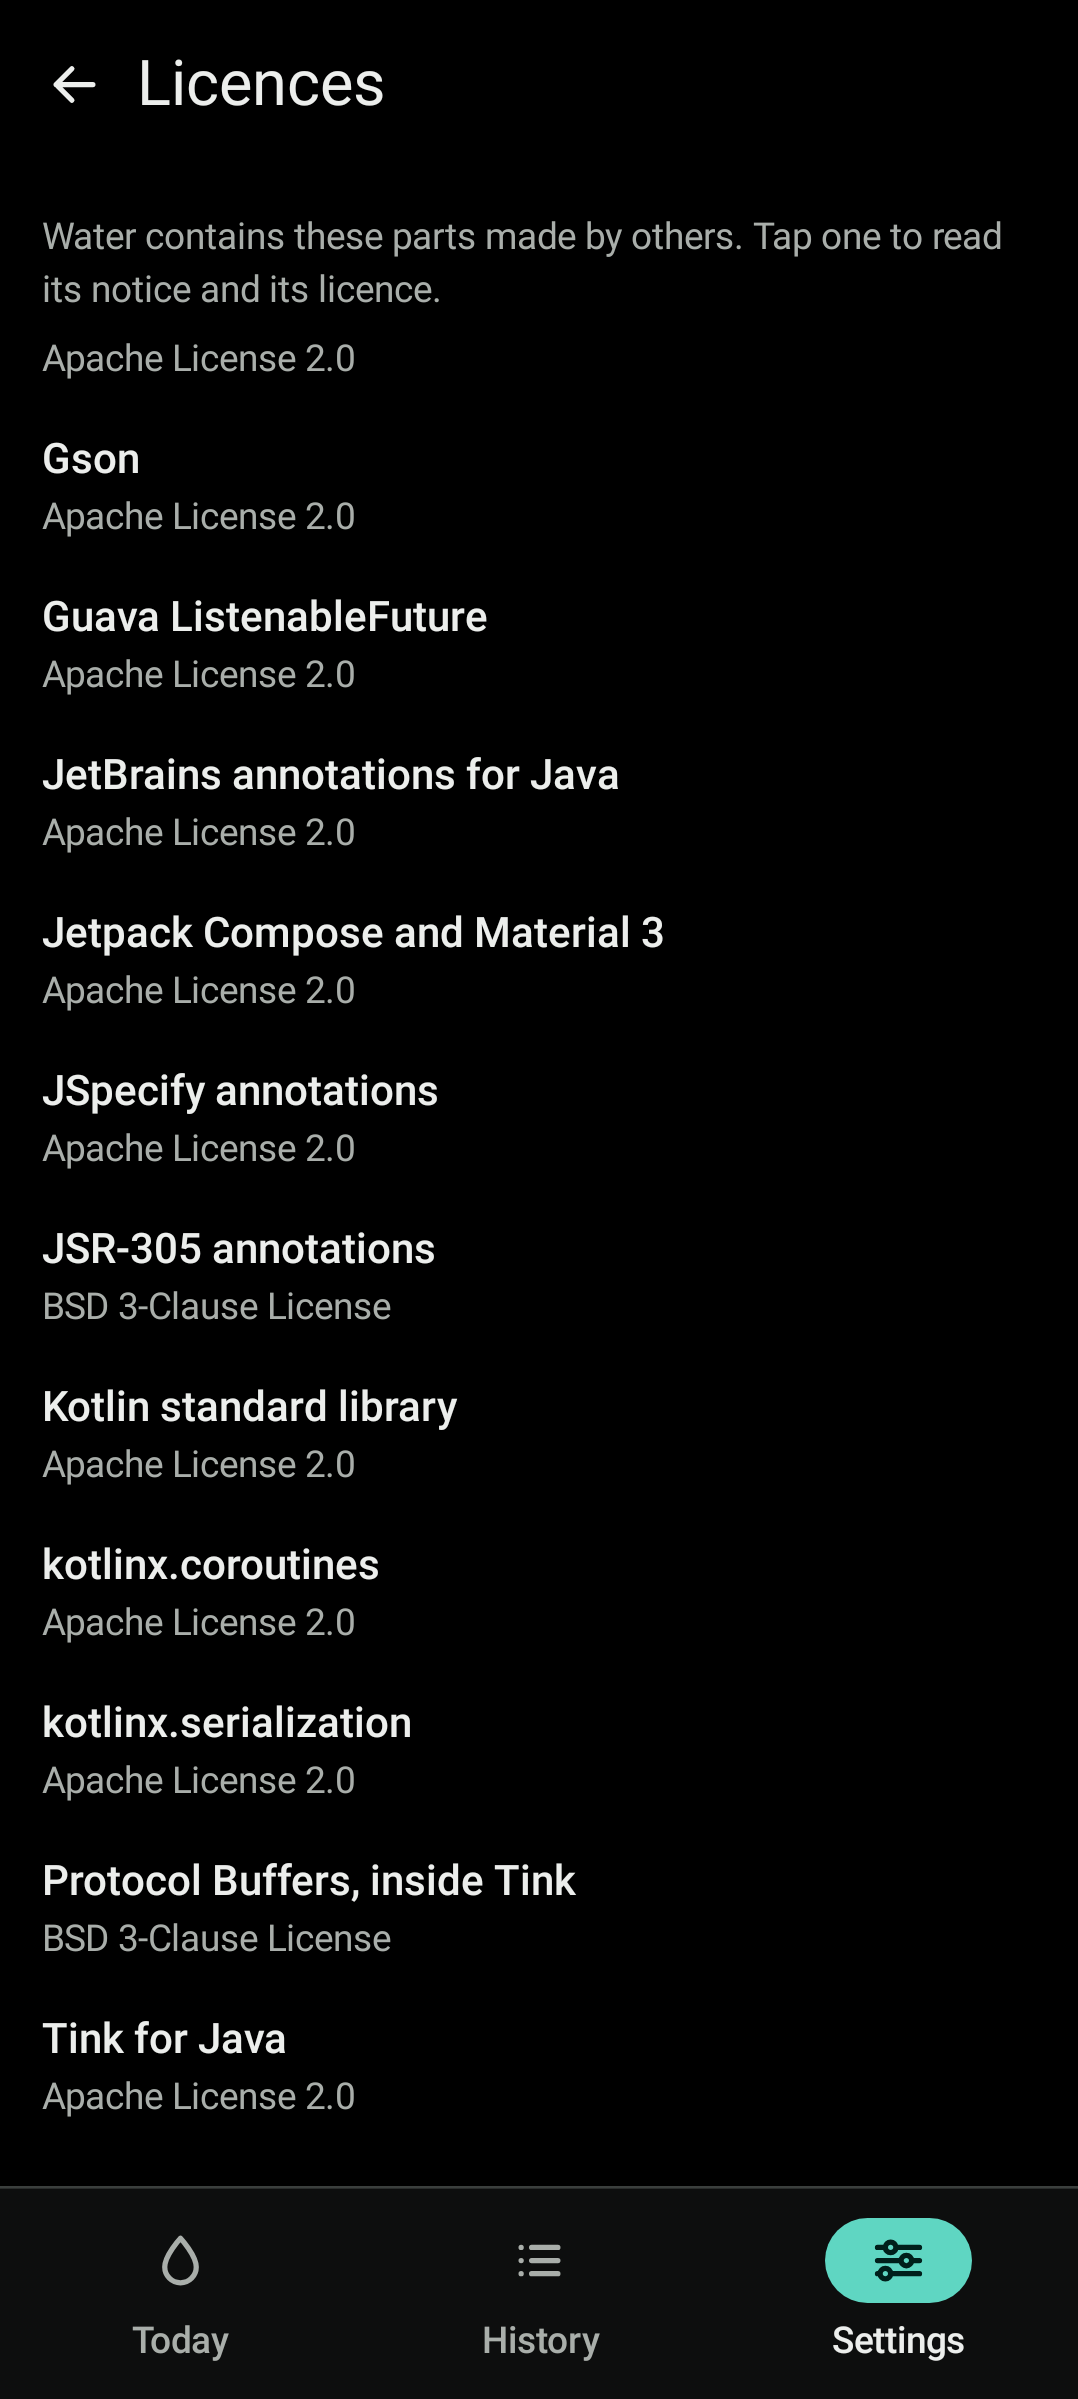 Licences
Water contains these parts made by others. Tap one to read
its notice and its licence.
Apache License 2.0
Gson
Apache License 2.0
Guava ListenableFuture
Apache License 2.0
JetBrains annotations for Java
Apache License 2.0
Jetpack Compose and Material 3
Apache License 2.0
JSpecify annotations
Apache License 2.0
JSR-305 annotations
BSD 3-Clause License
Kotlin standard library
Apache License 2.0
kotlinx.coroutines
Apache License 2.0
kotlinx.serialization
Apache License 2.0
Protocol Buffers, inside Tink
BSD 3-Clause License
Tink for Java
Apache License 2.0
Today
History
Settings